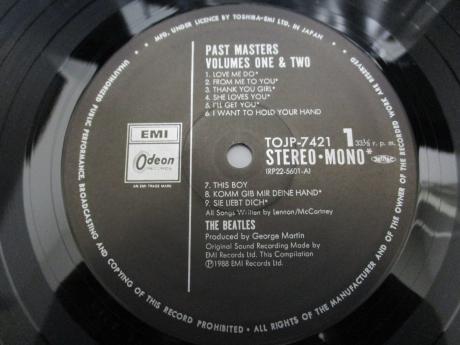 MFG. UNDER LICENCE BY TOSHIBA-EMI LTD. IN JAPAN
UNAUTHORIZED PUBLIC PERFORMANCE, BROADCASTING AND COPYING OF THIS RECORD PROHIBITED • ALL RIGHTS OF THE MANUFACTURER AND OF THE OWNER OF THE RECORDED WORK ARE RESERVED
PAST MASTERS
VOLUMES ONE & TWO
1. LOVE ME DO*
2. FROM ME TO YOU*
3. THANK YOU GIRL*
4. SHE LOVES YOU*
5. I'LL GET YOU*
6. I WANT TO HOLD YOUR HAND
EMI
Odeon
AN EMI TRADE MARK
TOJP-7421 1 33⅓ r. p. m.
STEREO•MONO*
(RP22-5601-A)
7. THIS BOY
8. KOMM GIB MIR DEINE HAND*
9. SIE LIEBT DICH*
All Songs Written by Lennon/McCartney
THE BEATLES
Produced by George Martin
Original Sound Recording Made by
EMI Records Ltd. This Compilation
Ⓟ1988 EMI Records Ltd.